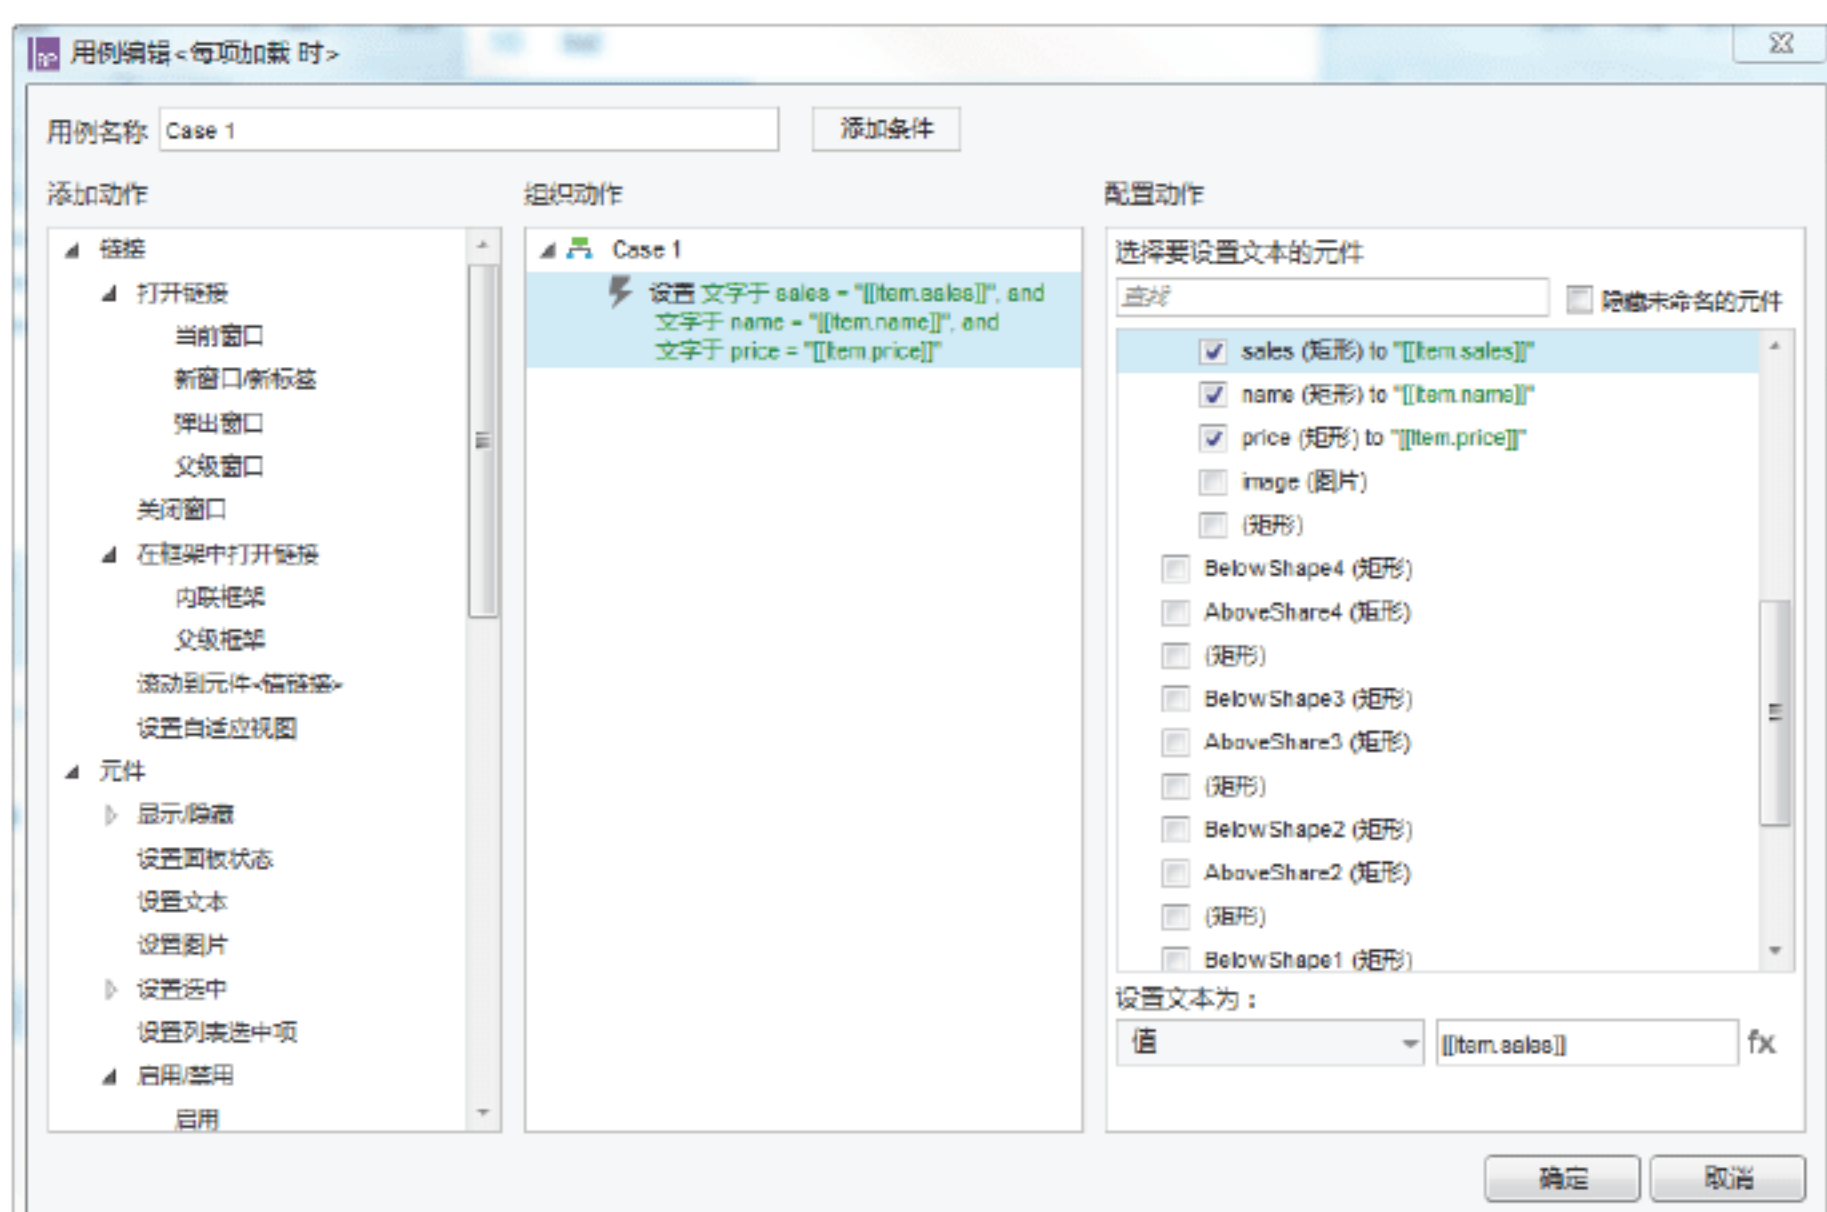 RP 用例编辑<每项加载 时>
用例名称 Case 1 添加条件
添加动作
链接
打开链接
当前窗口
新窗口/新标签
弹出窗口
父级窗口
关闭窗口
在框架中打开链接
内联框架
父级框架
滚动到元件<锚链接>
设置自适应视图
元件
显示/隐藏
设置面板状态
设置文本
设置图片
设置选中
设置列表选中项
启用/禁用
启用
组织动作
Case 1
设置 文字于 sales = "[[Item.sales]]", and
文字于 name = "[[Item.name]]", and
文字于 price = "[[Item.price]]"
配置动作
选择要设置文本的元件
查找 隐藏未命名的元件
sales (矩形) to "[[Item.sales]]"
name (矩形) to "[[Item.name]]"
price (矩形) to "[[Item.price]]"
image (图片)
(矩形)
BelowShape4 (矩形)
AboveShare4 (矩形)
(矩形)
BelowShape3 (矩形)
AboveShare3 (矩形)
(矩形)
BelowShape2 (矩形)
AboveShare2 (矩形)
(矩形)
BelowShape1 (矩形)
设置文本为：
值 [[Item.sales]] fx
确定 取消